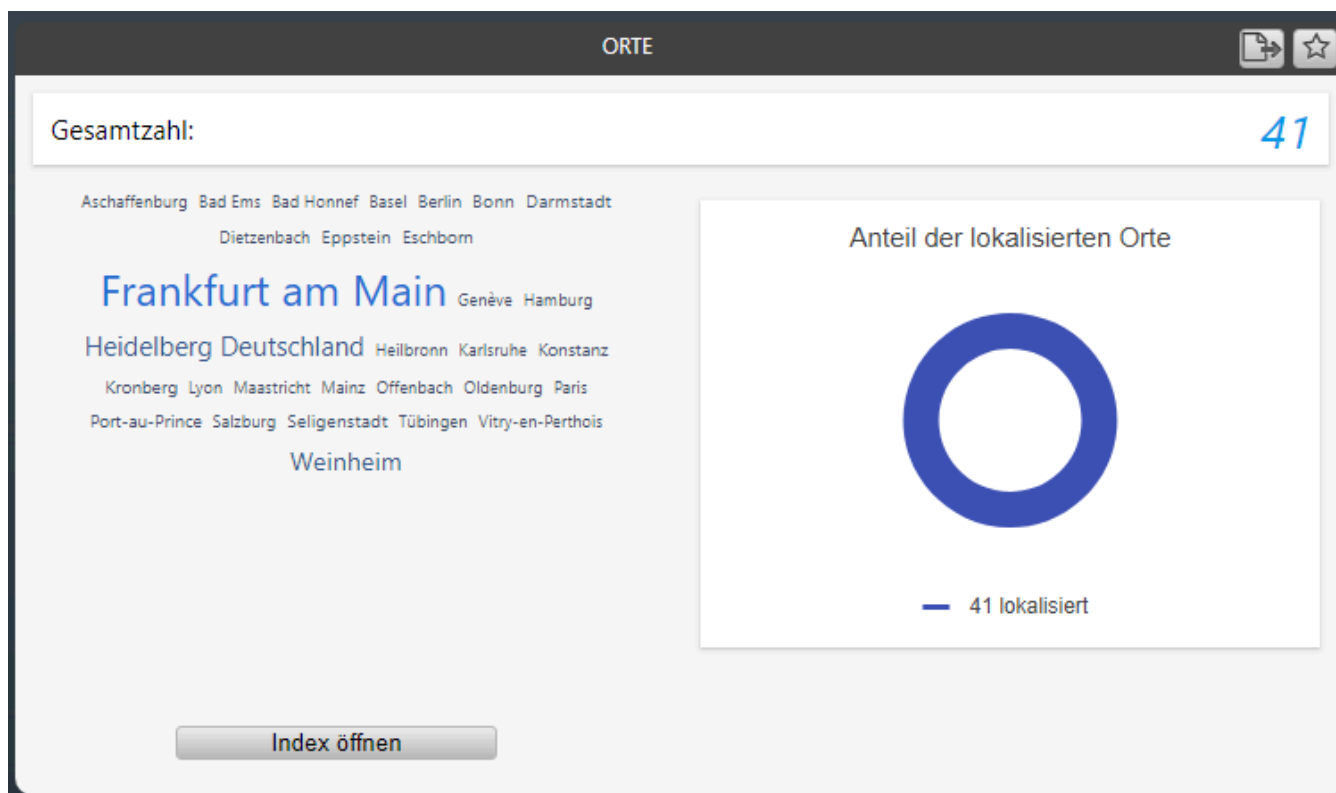 ORTE
Gesamtzahl: 41
Aschaffenburg Bad Ems Bad Honnef Basel Berlin Bonn Darmstadt
Dietzenbach Eppstein Eschborn
Frankfurt am Main Genève Hamburg
Heidelberg Deutschland Heilbronn Karlsruhe Konstanz
Kronberg Lyon Maastricht Mainz Offenbach Oldenburg Paris
Port-au-Prince Salzburg Seligenstadt Tübingen Vitry-en-Perthois
Weinheim
Anteil der lokalisierten Orte
41 lokalisiert
Index öffnen